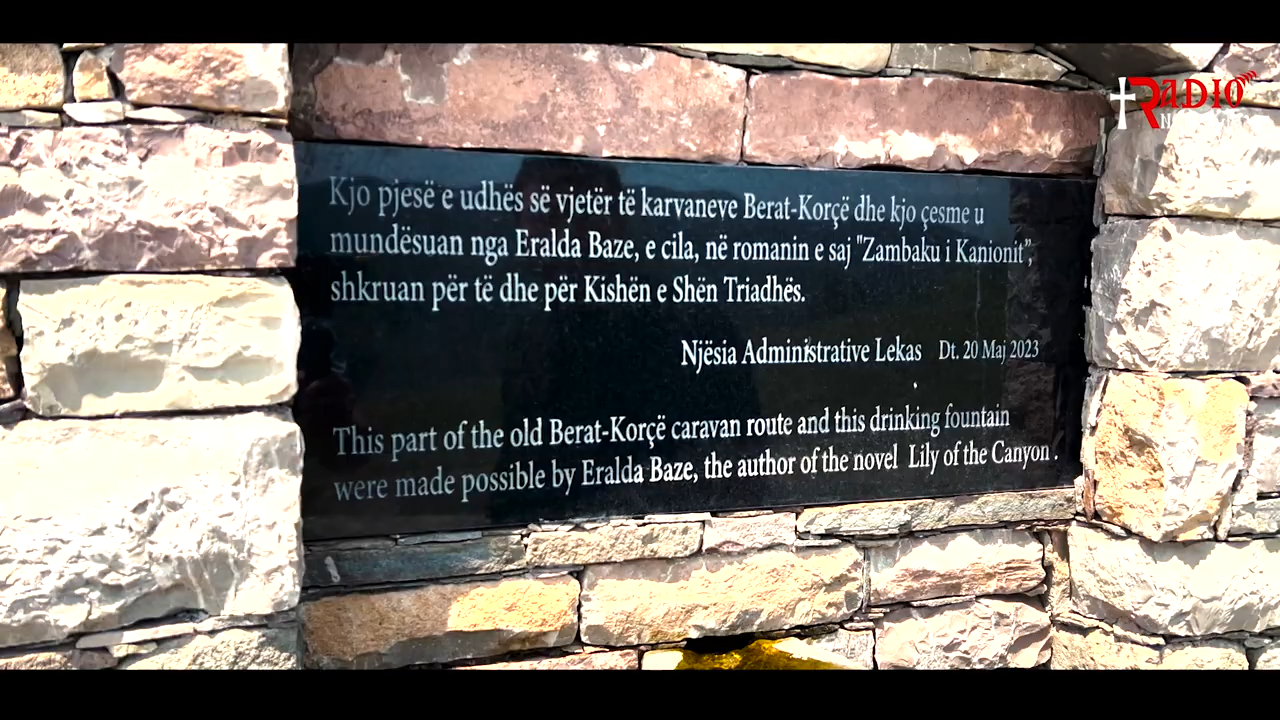 RADIO
Kjo pjesë e udhës së vjetër të karvaneve Berat-Korçë dhe kjo çesme u
mundësuan nga Eralda Baze, e cila, në romanin e saj "Zambaku i Kanionit",
shkruan për të dhe për Kishën e Shën Triadhës.
Njësia Administrative Lekas Dt. 20 Maj 2023
This part of the old Berat-Korçë caravan route and this drinking fountain
were made possible by Eralda Baze, the author of the novel Lily of the Canyon .